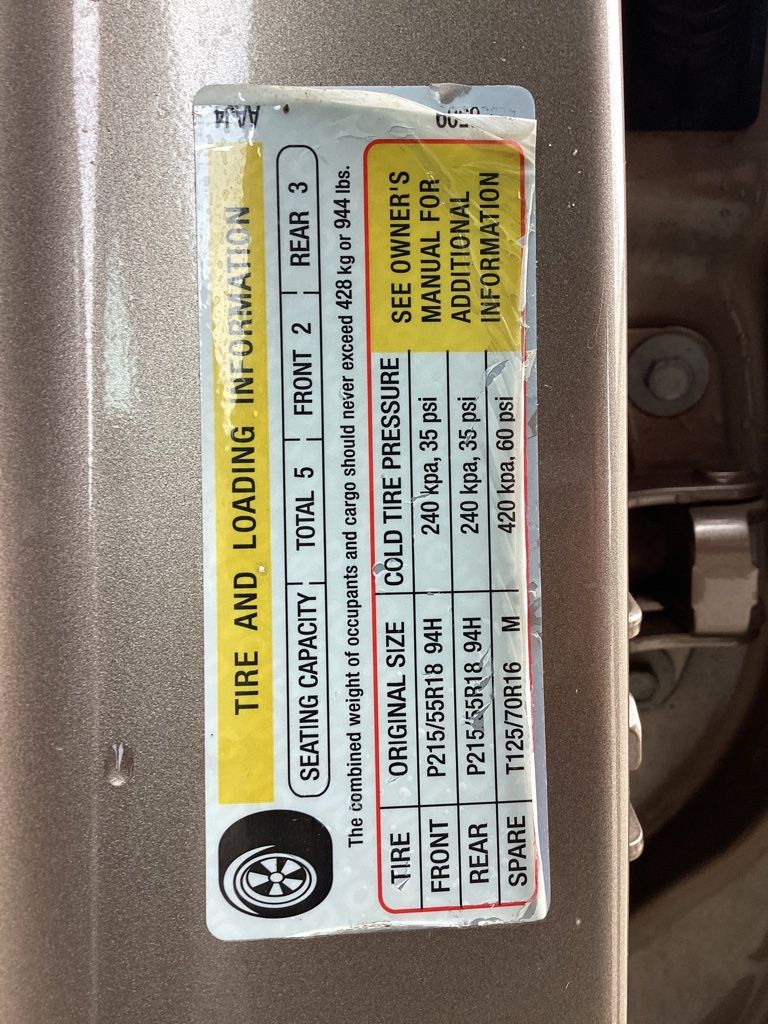 TIRE AND LOADING INFORMATION
SEATING CAPACITY TOTAL 5 FRONT 2 REAR 3
The combined weight of occupants and cargo should never exceed 428 kg or 944 lbs.
TIRE ORIGINAL SIZE COLD TIRE PRESSURE
FRONT P215/55R18 94H 240 kpa, 35 psi
REAR P215/55R18 94H 240 kpa, 35 psi
SPARE T125/70R16 M 420 kpa, 60 psi
SEE OWNER'S
MANUAL FOR
ADDITIONAL
INFORMATION
AAJ4